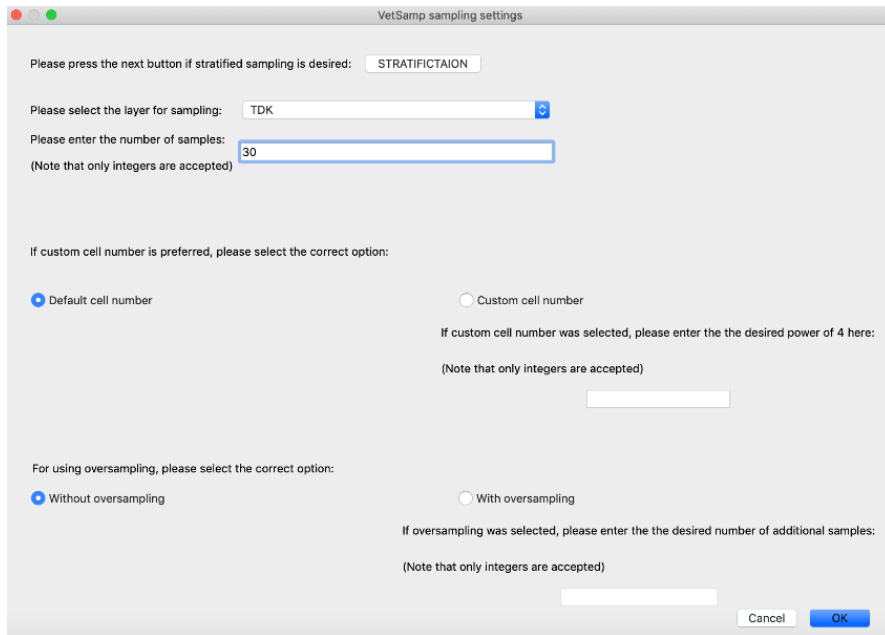 VetSamp sampling settings
Please press the next button if stratified sampling is desired: STRATIFICTAION
Please select the layer for sampling: TDK
Please enter the number of samples:
30
(Note that only integers are accepted)
If custom cell number is preferred, please select the correct option:
Default cell number
Custom cell number
If custom cell number was selected, please enter the the desired power of 4 here:
(Note that only integers are accepted)
For using oversampling, please select the correct option:
Without oversampling
With oversampling
If oversampling was selected, please enter the the desired number of additional samples:
(Note that only integers are accepted)
Cancel
OK